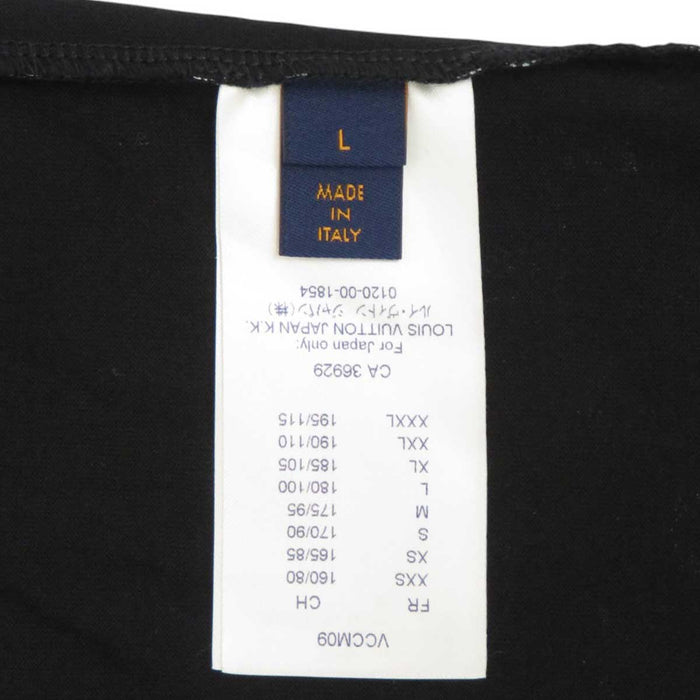 L
MADE
IN
ITALY
VCCM09
FR CH
XXS 160/80
XS 165/85
S 170/90
M 175/95
L 180/100
XL 185/105
XXL 190/110
XXXL 195/115
CA 36929
For Japan only:
LOUIS VUITTON JAPAN K.K.
ルイ・ヴィトン ジャパン(株)
0120-00-1854